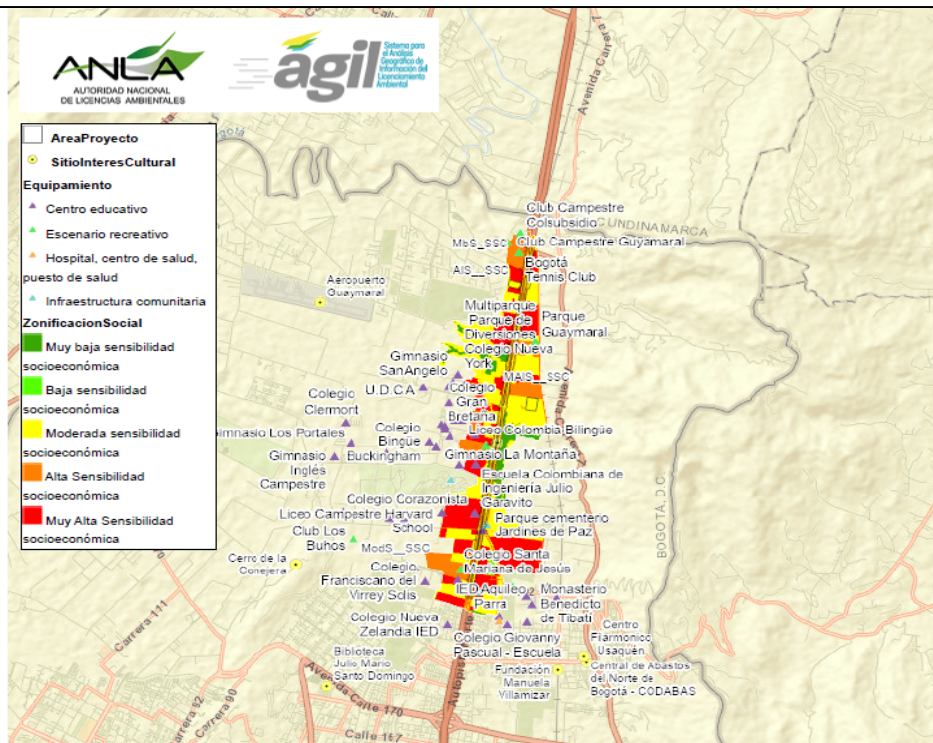 ANLA
AUTORIDAD NACIONAL
DE LICENCIAS AMBIENTALES
agil
Sistema para
el Análisis
Geográfico de
Información del
Licenciamiento
Ambiental
AreaProyecto
SitioInteresCultural
Equipamiento
Centro educativo
Escenario recreativo
Hospital, centro de salud,
puesto de salud
Infraestructura comunitaria
ZonificacionSocial
Muy baja sensibilidad
socioeconómica
Baja sensibilidad
socioeconómica
Moderada sensibilidad
socioeconómica
Alta Sensibilidad
socioeconómica
Muy Alta Sensibilidad
socioeconómica
Avenida Carrera
Club Campestre
Colsubsidio
CUNDINAMARCA
MbS_SSC
Club Campestre Guyamaral
AIS__SSC
Bogotá
Tennis Club
Aeropuerto
Guaymaral
Multiparque
Parque de
Diversiones
Parque
Guaymaral
Colegio Nueva
York
Gimnasio
SanAngelo
MAIS__SSC
U.D.C.A
Colegio
Gran
Bretaña
Colegio
Clermont
Gimnasio Los Portales
Colegio
Bingüe
Buckingham
Liceo Colombia Bilingüe
Gimnasio La Montaña
Gimnasio
Inglés
Campestre
Escuela Colombiana de
Ingeniería Julio
Garavito
Colegio Corazonista
Liceo Campestre Harvard
School
Parque cementerio
Jardines de Paz
Club Los
Buhos
ModS__SSC
Cerro de la
Conejera
Colegio Santa
Mariana de Jesús
Colegio
Franciscano del
Virrey Solis
IED Aquileo
Parra
Monasterio
Benedicto
de Tibatí
BOGOTÁ, D.C.
Colegio Nueva
Zelandia IED
Colegio Giovanny
Pascual - Escuela
Centro
Filarmonico
Usaquén
Biblioteca
Julio Mario
Santo Domingo
Fundación
Manuela
Villamizar
Central de Abastos
del Norte de
Bogotá - CODABAS
Carrera 111
Carrera 92
Carrera 90
Avenida Calle 170
Calle 167